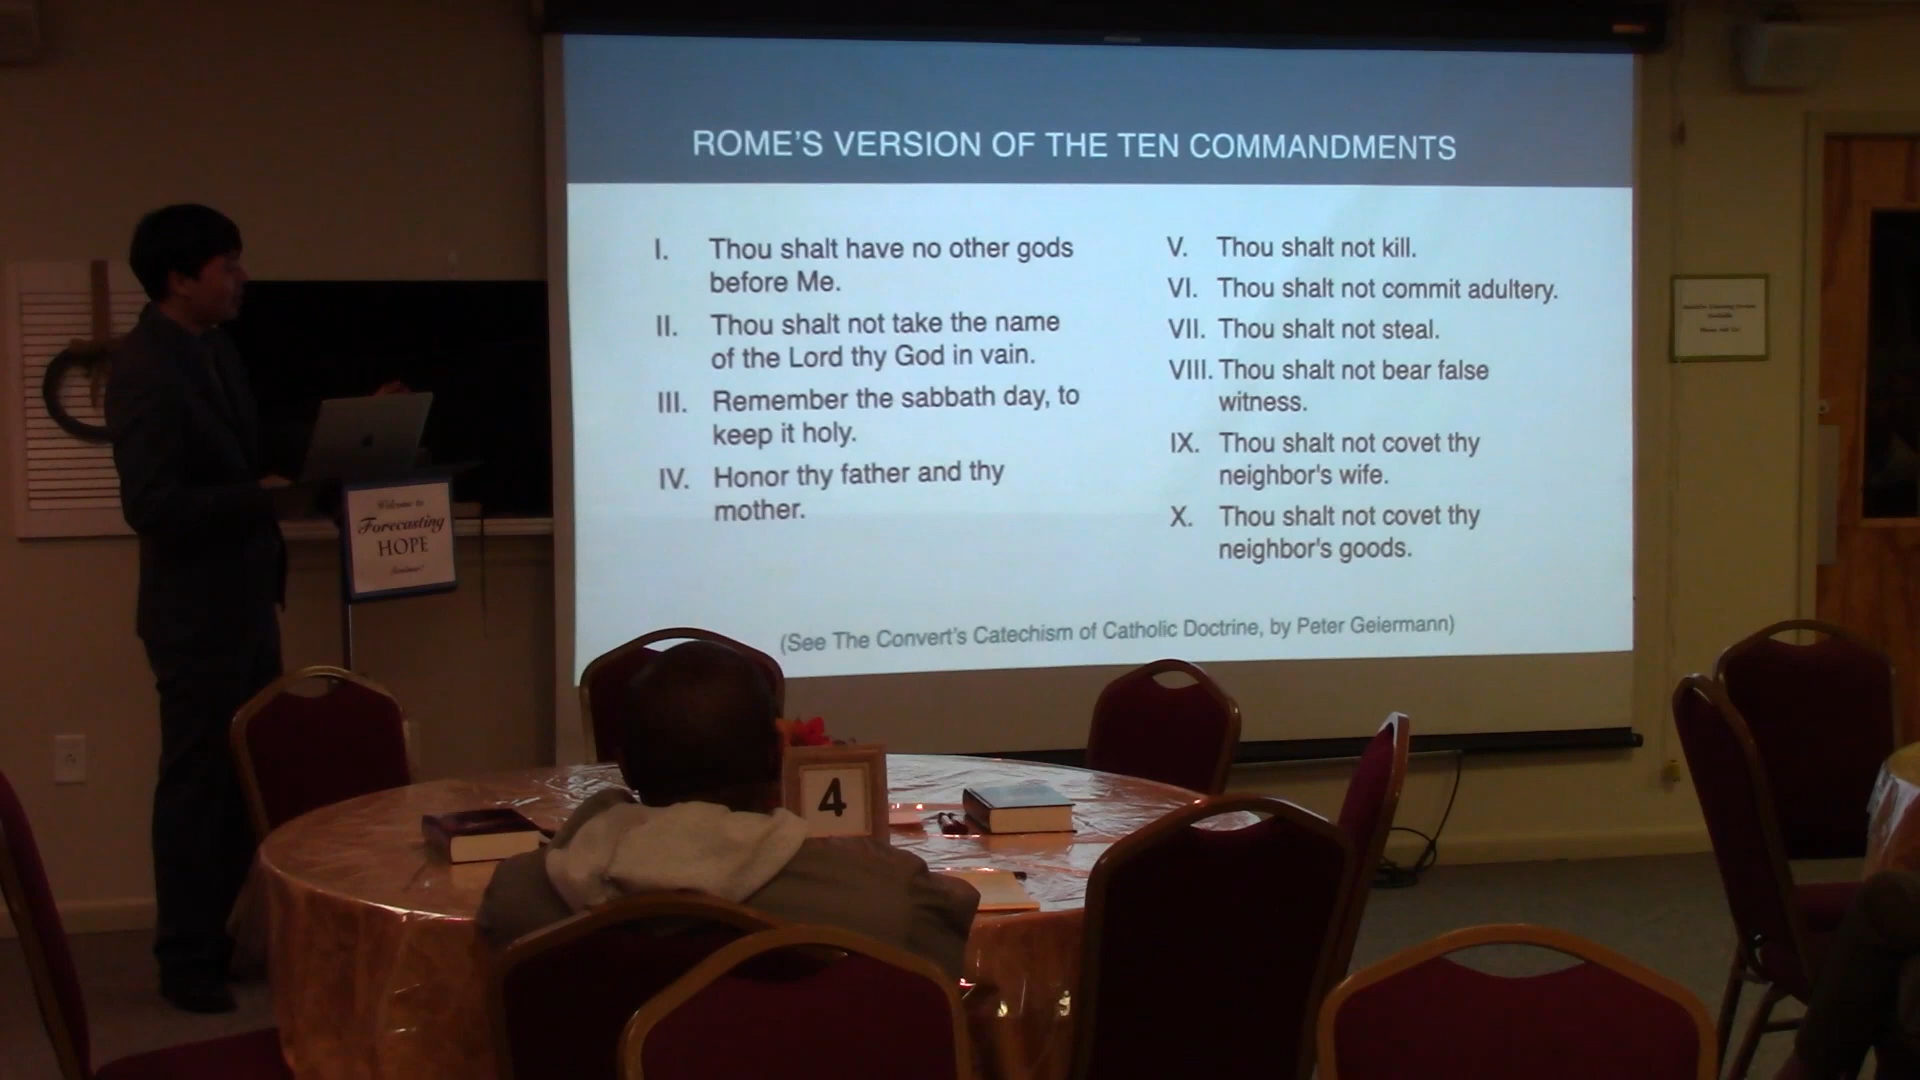 ROME'S VERSION OF THE TEN COMMANDMENTS
I. Thou shalt have no other gods
before Me.
II. Thou shalt not take the name
of the Lord thy God in vain.
III. Remember the sabbath day, to
keep it holy.
IV. Honor thy father and thy
mother.
V. Thou shalt not kill.
VI. Thou shalt not commit adultery.
VII. Thou shalt not steal.
VIII. Thou shalt not bear false
witness.
IX. Thou shalt not covet thy
neighbor's wife.
X. Thou shalt not covet thy
neighbor's goods.
(See The Convert's Catechism of Catholic Doctrine, by Peter Geiermann)
Welcome to
Forecasting
HOPE
4